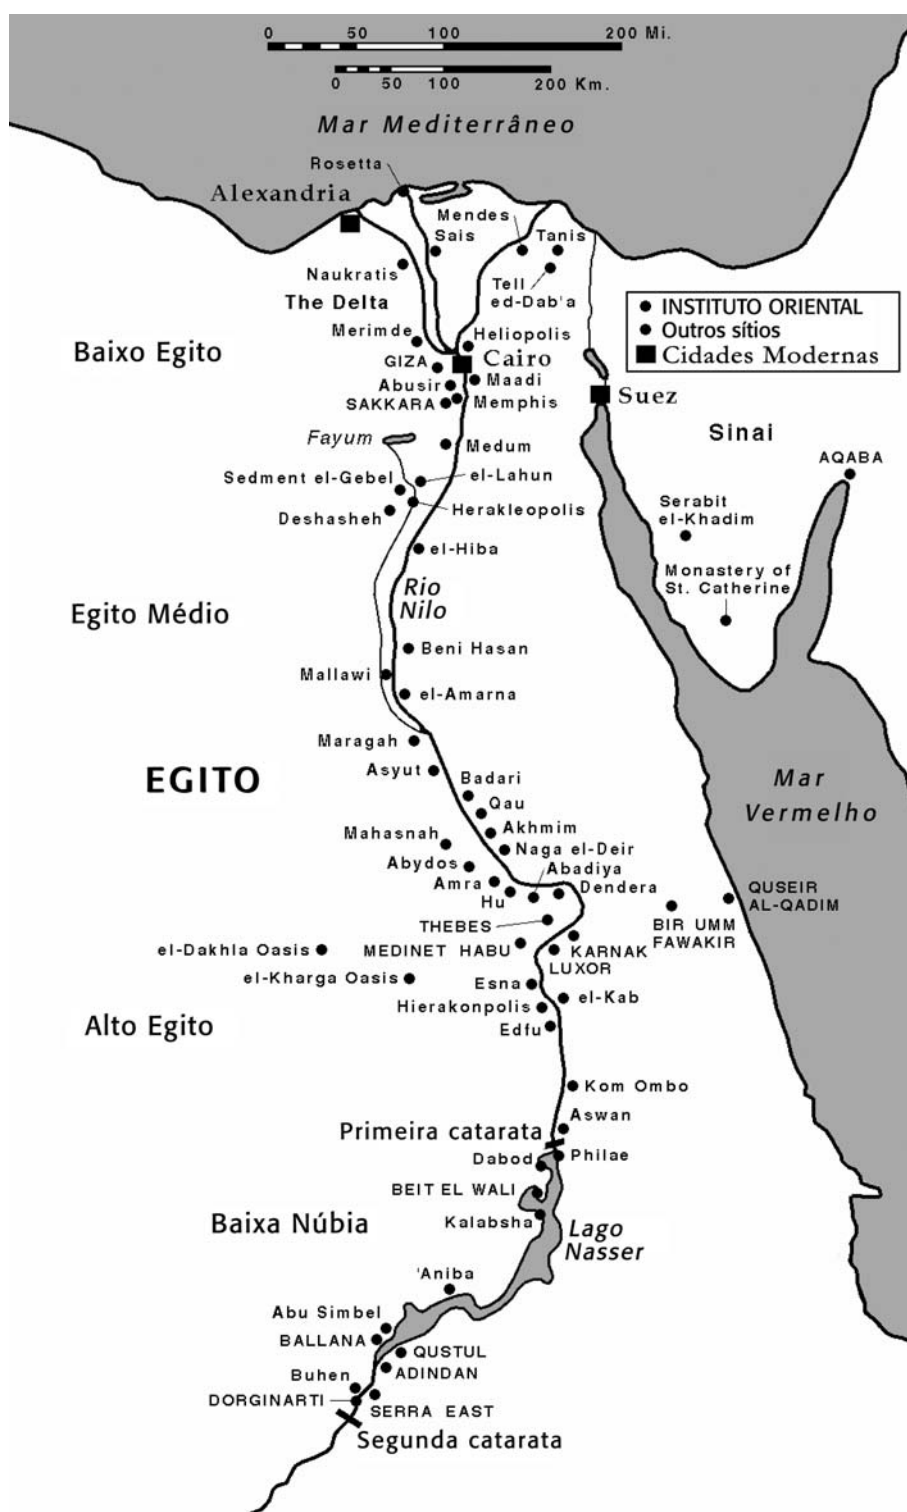 0 50 100 200 Mi.
0 50 100 200 Km.
Mar Mediterrâneo
Rosetta
Alexandria
Mendes
Sais
Tanis
Naukratis
Tell
ed-Dab'a
The Delta
INSTITUTO ORIENTAL
Outros sítios
Cidades Modernas
Merimde
Heliopolis
Baixo Egito
GIZA
Cairo
Abusir
Maadi
SAKKARA
Memphis
Suez
Fayum
Medum
Sinai
AQABA
Sedment el-Gebel
el-Lahun
Deshasheh
Herakleopolis
Serabit
el-Khadim
el-Hiba
Monastery of
St. Catherine
Rio
Nilo
Egito Médio
Beni Hasan
Mallawi
el-Amarna
Maragah
EGITO
Asyut
Badari
Mar
Vermelho
Qau
Mahasnah
Akhmim
Naga el-Deir
Abydos
Abadiya
Amra
Dendera
Hu
QUSEIR
AL-QADIM
THEBES
BIR UMM
FAWAKIR
el-Dakhla Oasis
MEDINET HABU
KARNAK
LUXOR
el-Kharga Oasis
Esna
el-Kab
Hierakonpolis
Alto Egito
Edfu
Kom Ombo
Aswan
Primeira catarata
Dabod
Philae
BEIT EL WALI
Baixa Núbia
Kalabsha
Lago
Nasser
'Aniba
Abu Simbel
BALLANA
QUSTUL
Buhen
ADINDAN
DORGINARTI
SERRA EAST
Segunda catarata